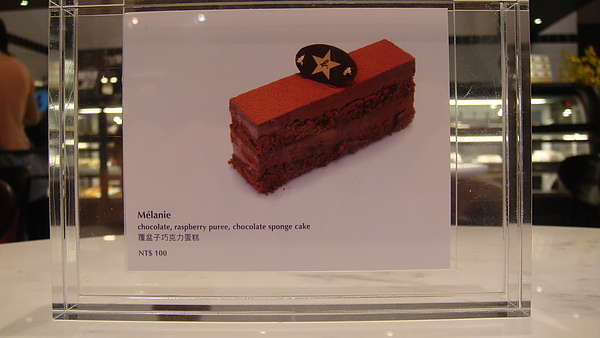 Mélanie
chocolate, raspberry puree, chocolate sponge cake
覆盆子巧克力蛋糕
NT$ 100